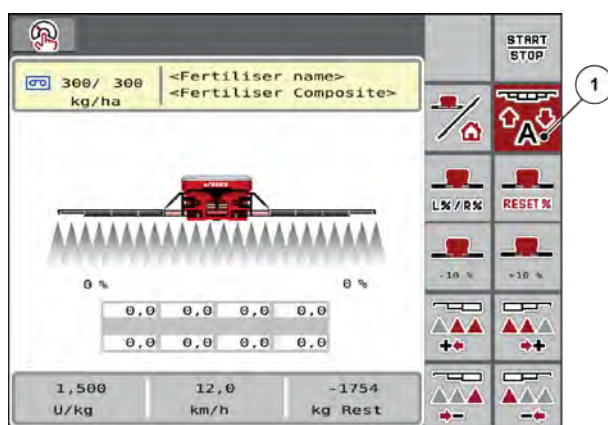 START
STOP
300/ 300
kg/ha
<Fertiliser name>
<Fertiliser Composite>
1
A
L% / R%
RESET %
0 %
0 %
-10 %
+10 %
0,0 0,0 0,0 0,0
0,0 0,0 0,0 0,0
1,500
U/kg
12,0
km/h
-1754
kg Rest